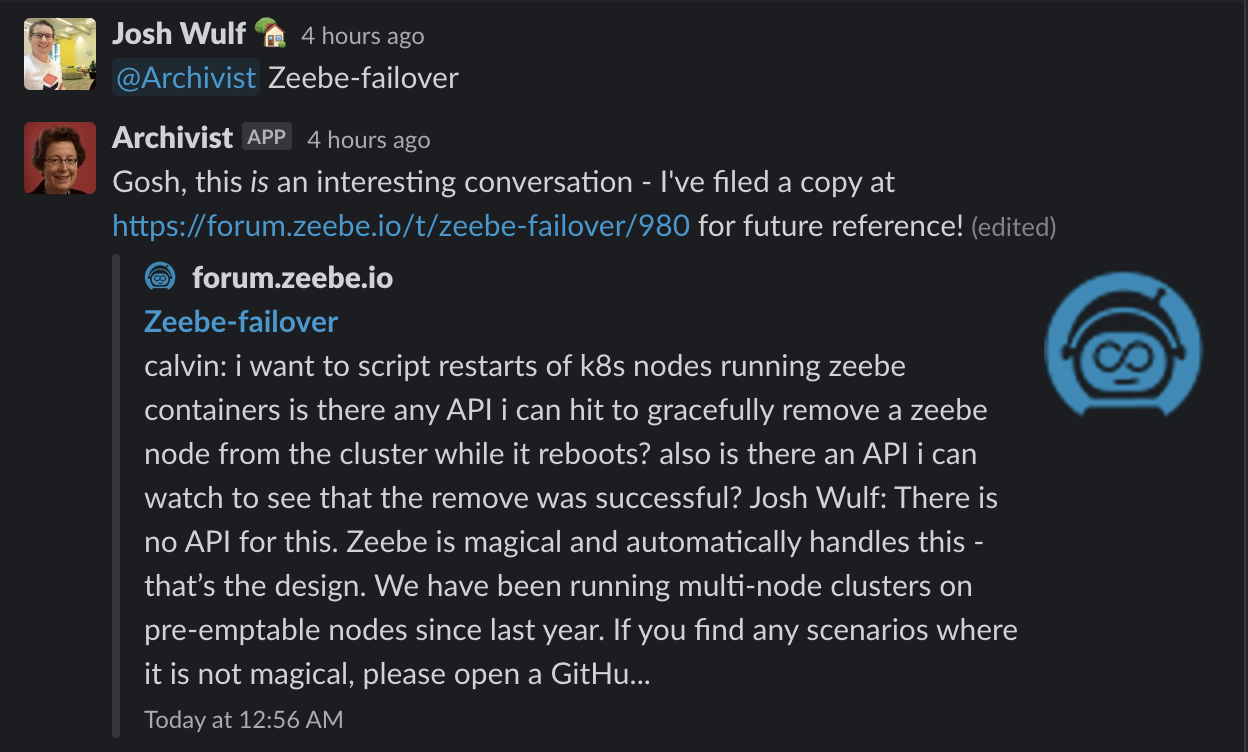 Josh Wulf 4 hours ago
@Archivist Zeebe-failover
Archivist APP 4 hours ago
Gosh, this is an interesting conversation - I've filed a copy at
https://forum.zeebe.io/t/zeebe-failover/980 for future reference! (edited)
forum.zeebe.io
Zeebe-failover
calvin: i want to script restarts of k8s nodes running zeebe
containers is there any API i can hit to gracefully remove a zeebe
node from the cluster while it reboots? also is there an API i can
watch to see that the remove was successful? Josh Wulf: There is
no API for this. Zeebe is magical and automatically handles this -
that’s the design. We have been running multi-node clusters on
pre-emptable nodes since last year. If you find any scenarios where
it is not magical, please open a GitHu...
Today at 12:56 AM